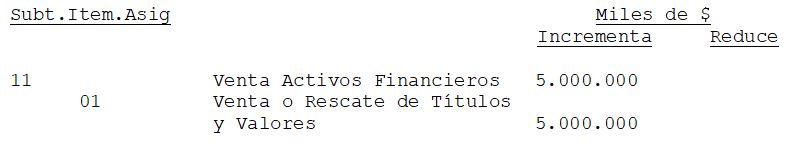 Subt.Item.Asig Miles de $
Incrementa Reduce
11 Venta Activos Financieros 5.000.000
01 Venta o Rescate de Títulos
y Valores 5.000.000